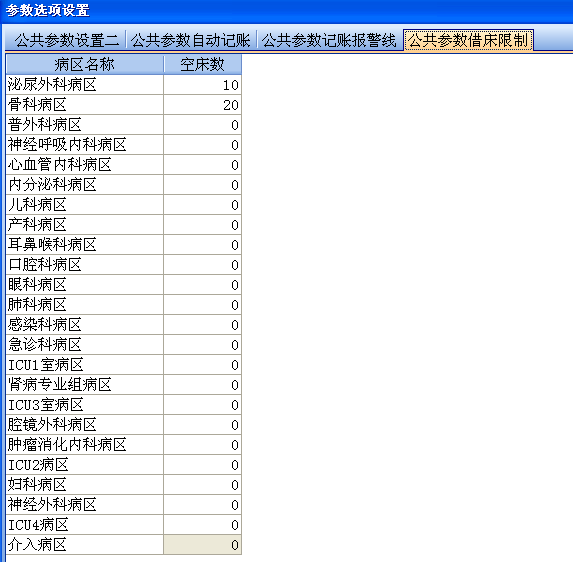 参数选项设置
公共参数设置二 公共参数自动记账 公共参数记账报警线 公共参数借床限制
病区名称 空床数
泌尿外科病区 10
骨科病区 20
普外科病区 0
神经呼吸内科病区 0
心血管内科病区 0
内分泌科病区 0
儿科病区 0
产科病区 0
耳鼻喉科病区 0
口腔科病区 0
眼科病区 0
肺科病区 0
感染科病区 0
急诊科病区 0
ICU1室病区 0
肾病专业组病区 0
ICU3室病区 0
腔镜外科病区 0
肿瘤消化内科病区 0
ICU2病区 0
妇科病区 0
神经外科病区 0
ICU4病区 0
介入病区 0